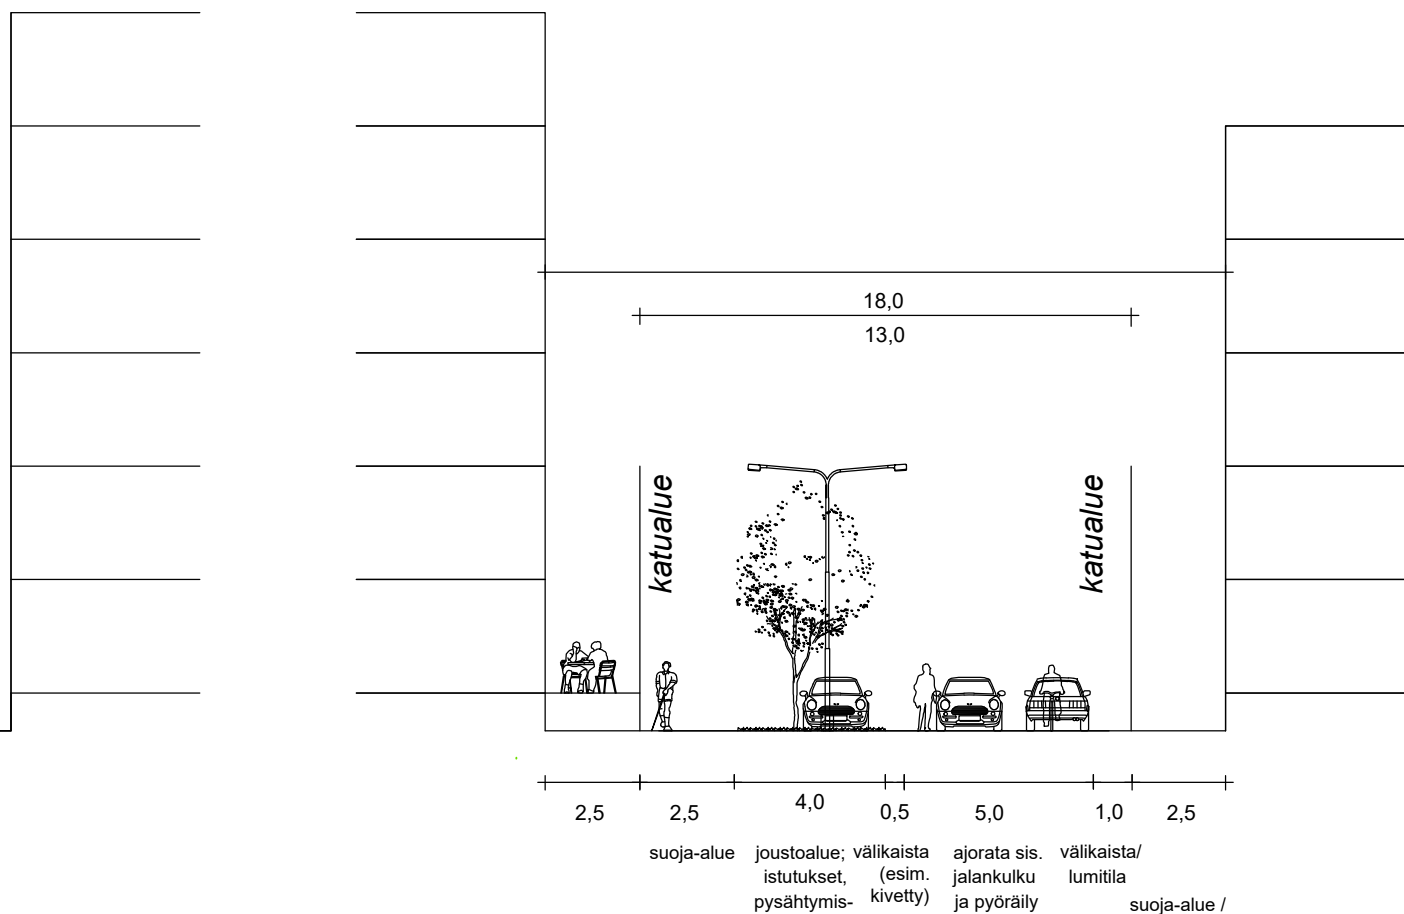 18,0
13,0
katualue
katualue
2,5
2,5
4,0
0,5
5,0
1,0
2,5
suoja-alue
joustoalue;
istutukset,
pysähtymis-
välikaista
(esim.
kivetty)
ajorata sis.
jalankulku
ja pyöräily
välikaista/
lumitila
suoja-alue /